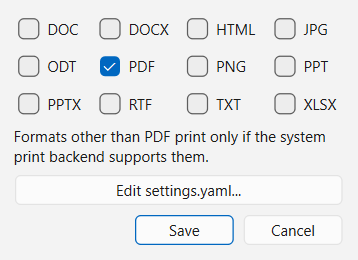 DOC DOCX HTML JPG
ODT PDF PNG PPT
PPTX RTF TXT XLSX
Formats other than PDF print only if the system
print backend supports them.
Edit settings.yaml...
Save Cancel